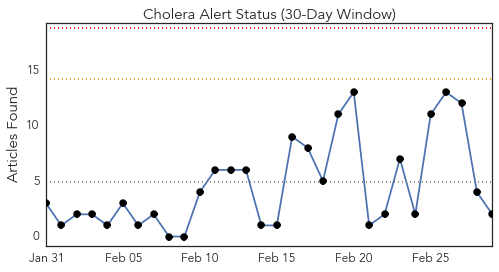 Cholera Alert Status (30-Day Window)
Articles Found
15
10
5
0
Jan 31 Feb 05 Feb 10 Feb 15 Feb 20 Feb 25